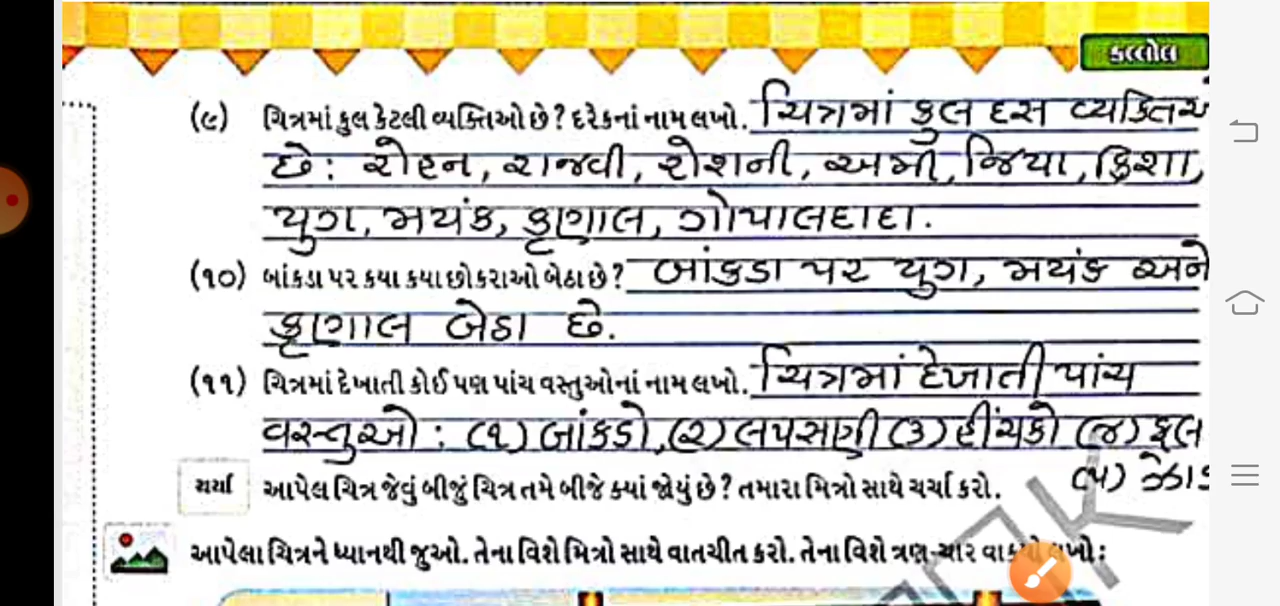 કલ્લોલ
(૯) ચિત્રમાં કુલ કેટલી વ્યક્તિઓ છે? દરેકનાં નામ લખો. ચિત્રમાં કુલ દસ વ્યક્તિઓ
છે: રોહન, રાજવી, રોશની, અમી, જિયા, ક્રિશા,
યુગ, મયંક, કૃણાલ, ગોપાલદાદા.
(૧૦) બાંકડા પર કયા કયા છોકરાઓ બેઠા છે? બાંકડા પર યુગ, મયંક અને
કૃણાલ બેઠા છે.
(૧૧) ચિત્રમાં દેખાતી કોઈ પણ પાંચ વસ્તુઓનાં નામ લખો. ચિત્રમાં દેખાતી પાંચ
વસ્તુઓ: (૧) બાંકડો, (૨) લપસણી (૩) હીંચકો (૪) ફૂલ
(૫) ઝાડ
ચર્ચા આપેલ ચિત્ર જેવું બીજું ચિત્ર તમે બીજે ક્યાં જોયું છે? તમારા મિત્રો સાથે ચર્ચા કરો.
આપેલા ચિત્રને ધ્યાનથી જુઓ. તેના વિશે મિત્રો સાથે વાતચીત કરો. તેના વિશે ત્રણ-ચાર વાક્યો લખો: